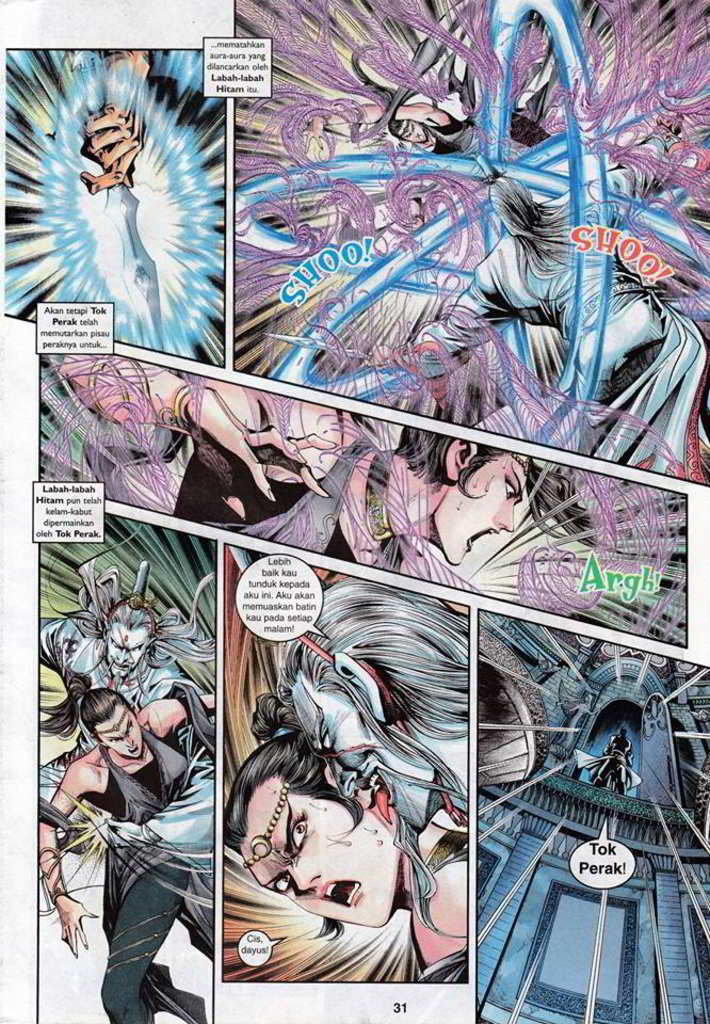 Akan tetapi Tok
Perak telah
memutarkan pisau
peraknya untuk...
...mematahkan
aura-aura yang
dilancarkan oleh
Labah-labah
Hitam itu.
SHOO!
SHOO!
Labah-labah
Hitam pun telah
kelam-kabut
dipermainkan
oleh Tok Perak.
Argh!
Lebih
baik kau
tunduk kepada
aku ini. Aku akan
memuaskan batin
kau pada setiap
malam!
Cis,
dayus!
Tok
Perak!
31